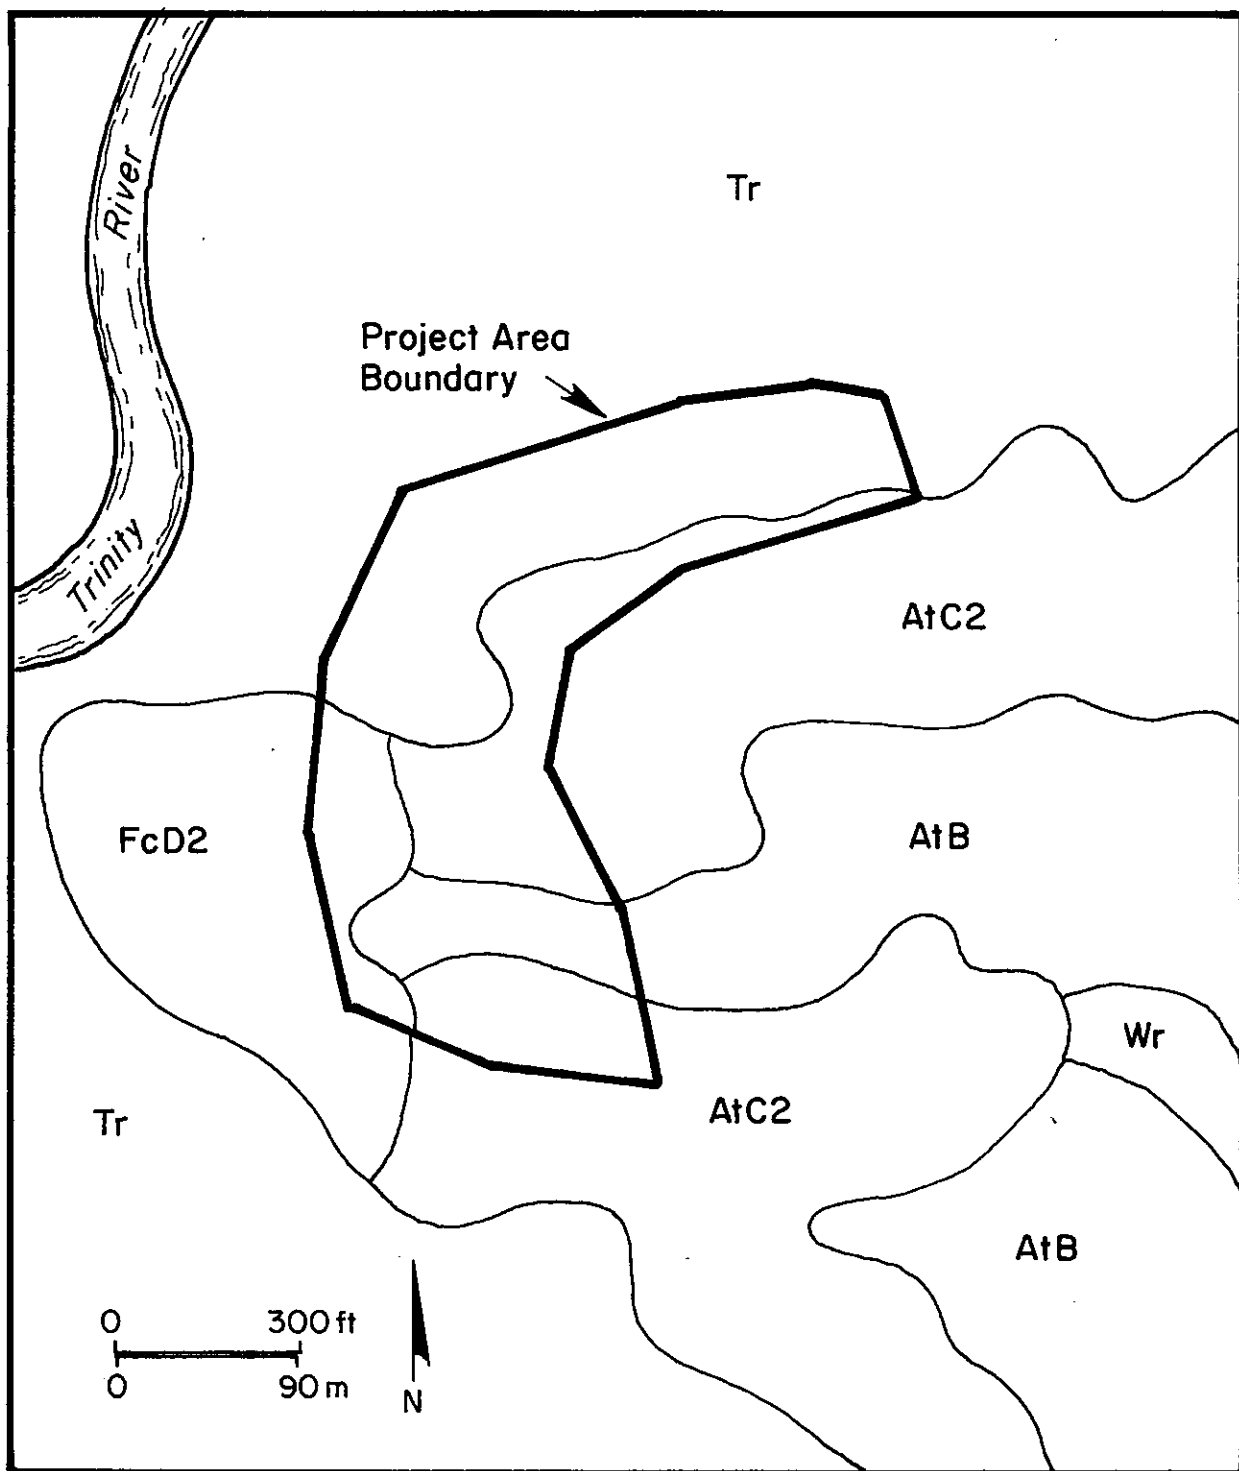 Tr
River
Project Area
Boundary
Trinity
AtC2
FcD2
AtB
Wr
Tr
AtC2
AtB
0 300 ft
0 90 m
N